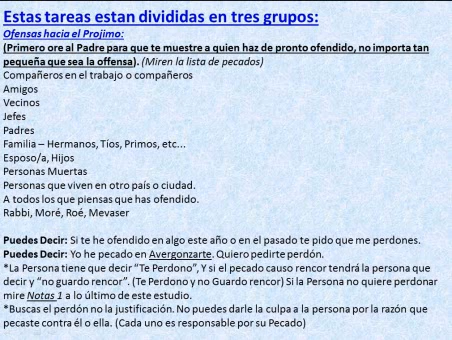 Estas tareas estan divididas en tres grupos:
Ofensas hacia el Projimo:
(Primero ore al Padre para que te muestre a quien haz de pronto ofendido, no importa tan
pequeña que sea la offensa). (Miren la lista de pecados)
Compañeros en el trabajo o compañeros
Amigos
Vecinos
Jefes
Padres
Familia – Hermanos, Tíos, Primos, etc...
Esposo/a, Hijos
Personas Muertas
Personas que viven en otro país o ciudad.
A todos los que piensas que has ofendido.
Rabbi, Moré, Roé, Mevaser

Puedes Decir: Si te he ofendido en algo este año o en el pasado te pido que me perdones.
Puedes Decir: Yo he pecado en Avergonzarte. Quiero pedirte perdón.
*La Persona tiene que decir "Te Perdono", Y si el pecado causo rencor tendrá la persona que
decir y "no guardo rencor". (Te Perdono y no Guardo rencor) Si la Persona no quiere perdonar
mire Notas 1 a lo último de este estudio.
*Buscas el perdón no la justificación. No puedes darle la culpa a la persona por la razón que
pecaste contra él o ella. (Cada uno es responsable por su Pecado)